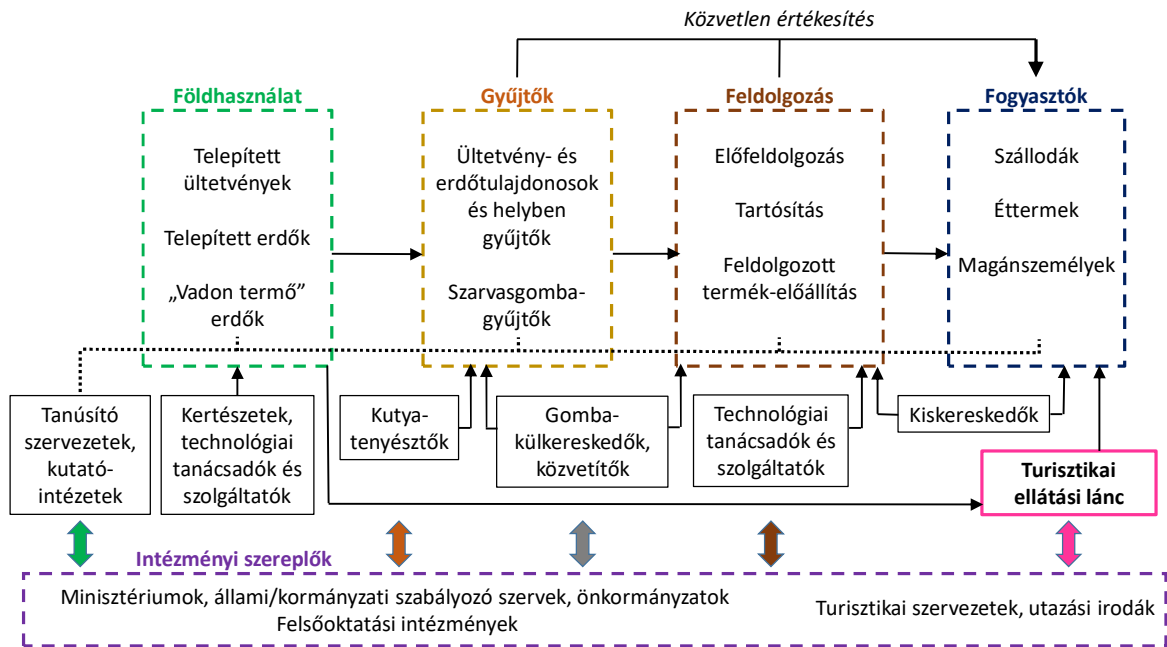 Közvetlen értékesítés
Földhasználat
Telepített
ültetvények
Telepített erdők
„Vadon termő”
erdők
Gyűjtők
Ültetvény- és
erdőtulajdonosok
és helyben
gyűjtők
Szarvasgomba-
gyűjtők
Feldolgozás
Előfeldolgozás
Tartósítás
Feldolgozott
termék-előállítás
Fogyasztók
Szállodák
Éttermek
Magánszemélyek
Tanúsító
szervezetek,
kutató-
intézetek
Kertészetek,
technológiai
tanácsadók és
szolgáltatók
Kutya-
tenyésztők
Gomba-
külkereskedők,
közvetítők
Technológiai
tanácsadók és
szolgáltatók
Kiskereskedők
Turisztikai
ellátási lánc
Intézményi szereplők
Minisztériumok, állami/kormányzati szabályozó szervek, önkormányzatok
Felsőoktatási intézmények
Turisztikai szervezetek, utazási irodák